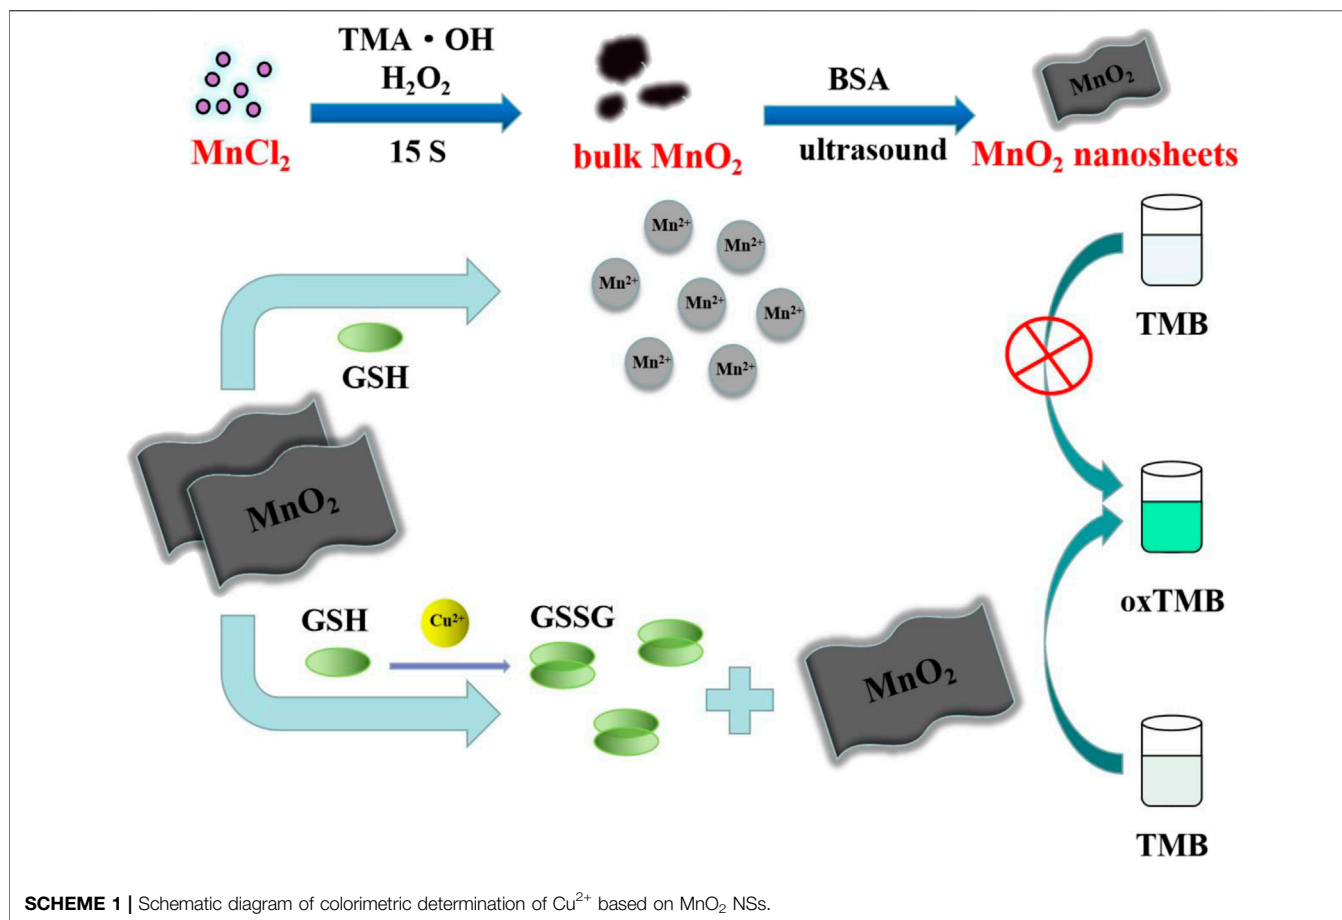 TMA • OH
H₂O₂
15 S
MnCl₂
bulk MnO₂
BSA
ultrasound
MnO₂
MnO₂ nanosheets
Mn²⁺
Mn²⁺
Mn²⁺
Mn²⁺
Mn²⁺
Mn²⁺
Mn²⁺
GSH
TMB
MnO₂
oxTMB
GSH
Cu²⁺
GSSG
MnO₂
TMB
SCHEME 1 | Schematic diagram of colorimetric determination of Cu²⁺ based on MnO₂ NSs.